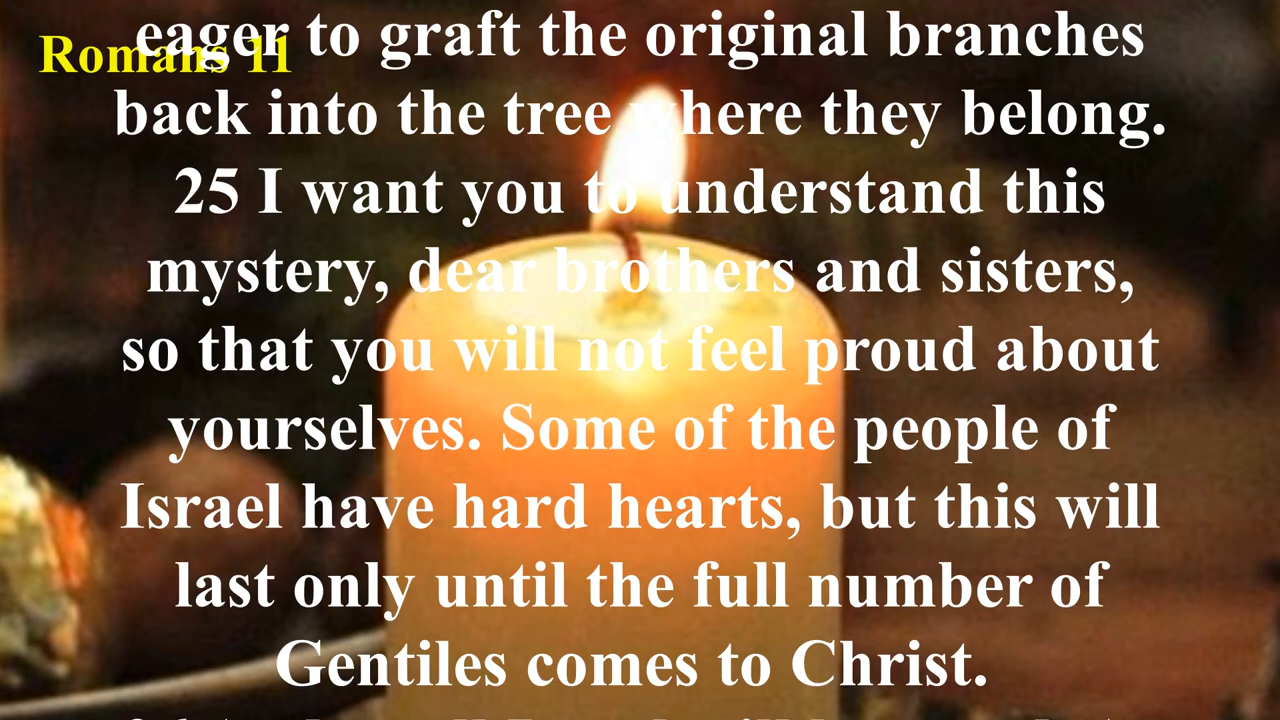 Romans 11
eager to graft the original branches
back into the tree where they belong.
25 I want you to understand this
mystery, dear brothers and sisters,
so that you will not feel proud about
yourselves. Some of the people of
Israel have hard hearts, but this will
last only until the full number of
Gentiles comes to Christ.